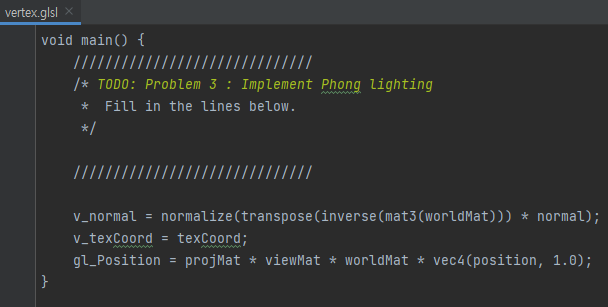 vertex.glsl
void main() {
//////////////////////////////
/* TODO: Problem 3 : Implement Phong lighting
*  Fill in the lines below.
*/
//////////////////////////////
v_normal = normalize(transpose(inverse(mat3(worldMat))) * normal);
v_texCoord = texCoord;
gl_Position = projMat * viewMat * worldMat * vec4(position, 1.0);
}